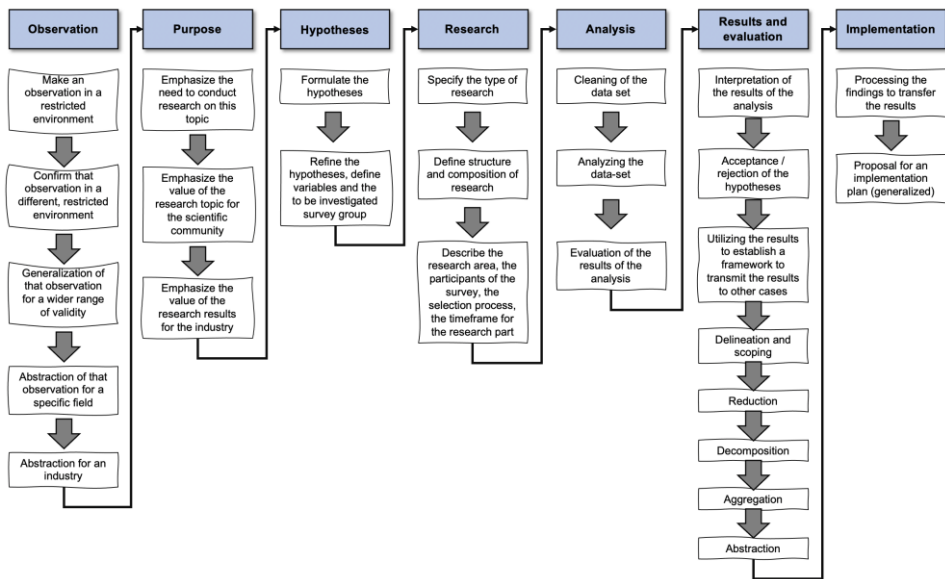 Observation
Make an
observation in a
restricted
environment
Confirm that
observation in a
different, restricted
environment
Generalization of
that observation
for a wider range
of validity
Abstraction of that
observation for a
specific field
Abstraction for an
industry
Purpose
Emphasize the
need to conduct
research on this
topic
Emphasize the
value of the
research topic for
the scientific
community
Emphasize the
value of the
research results
for the industry
Hypotheses
Formulate the
hypotheses
Refine the
hypotheses, define
variables and the
to be investigated
survey group
Research
Specify the type of
research
Define structure
and composition of
research
Describe the
research area, the
participants of the
survey, the
selection process,
the timeframe for
the research part
Analysis
Cleaning of the
data set
Analyzing the
data-set
Evaluation of the
results of the
analysis
Results and
evaluation
Interpretation of
the results of the
analysis
Acceptance /
rejection of the
hypotheses
Utilizing the results
to establish a
framework to
transmit the results
to other cases
Delineation and
scoping
Reduction
Decomposition
Aggregation
Abstraction
Implementation
Processing the
findings to transfer
the results
Proposal for an
implementation
plan (generalized)